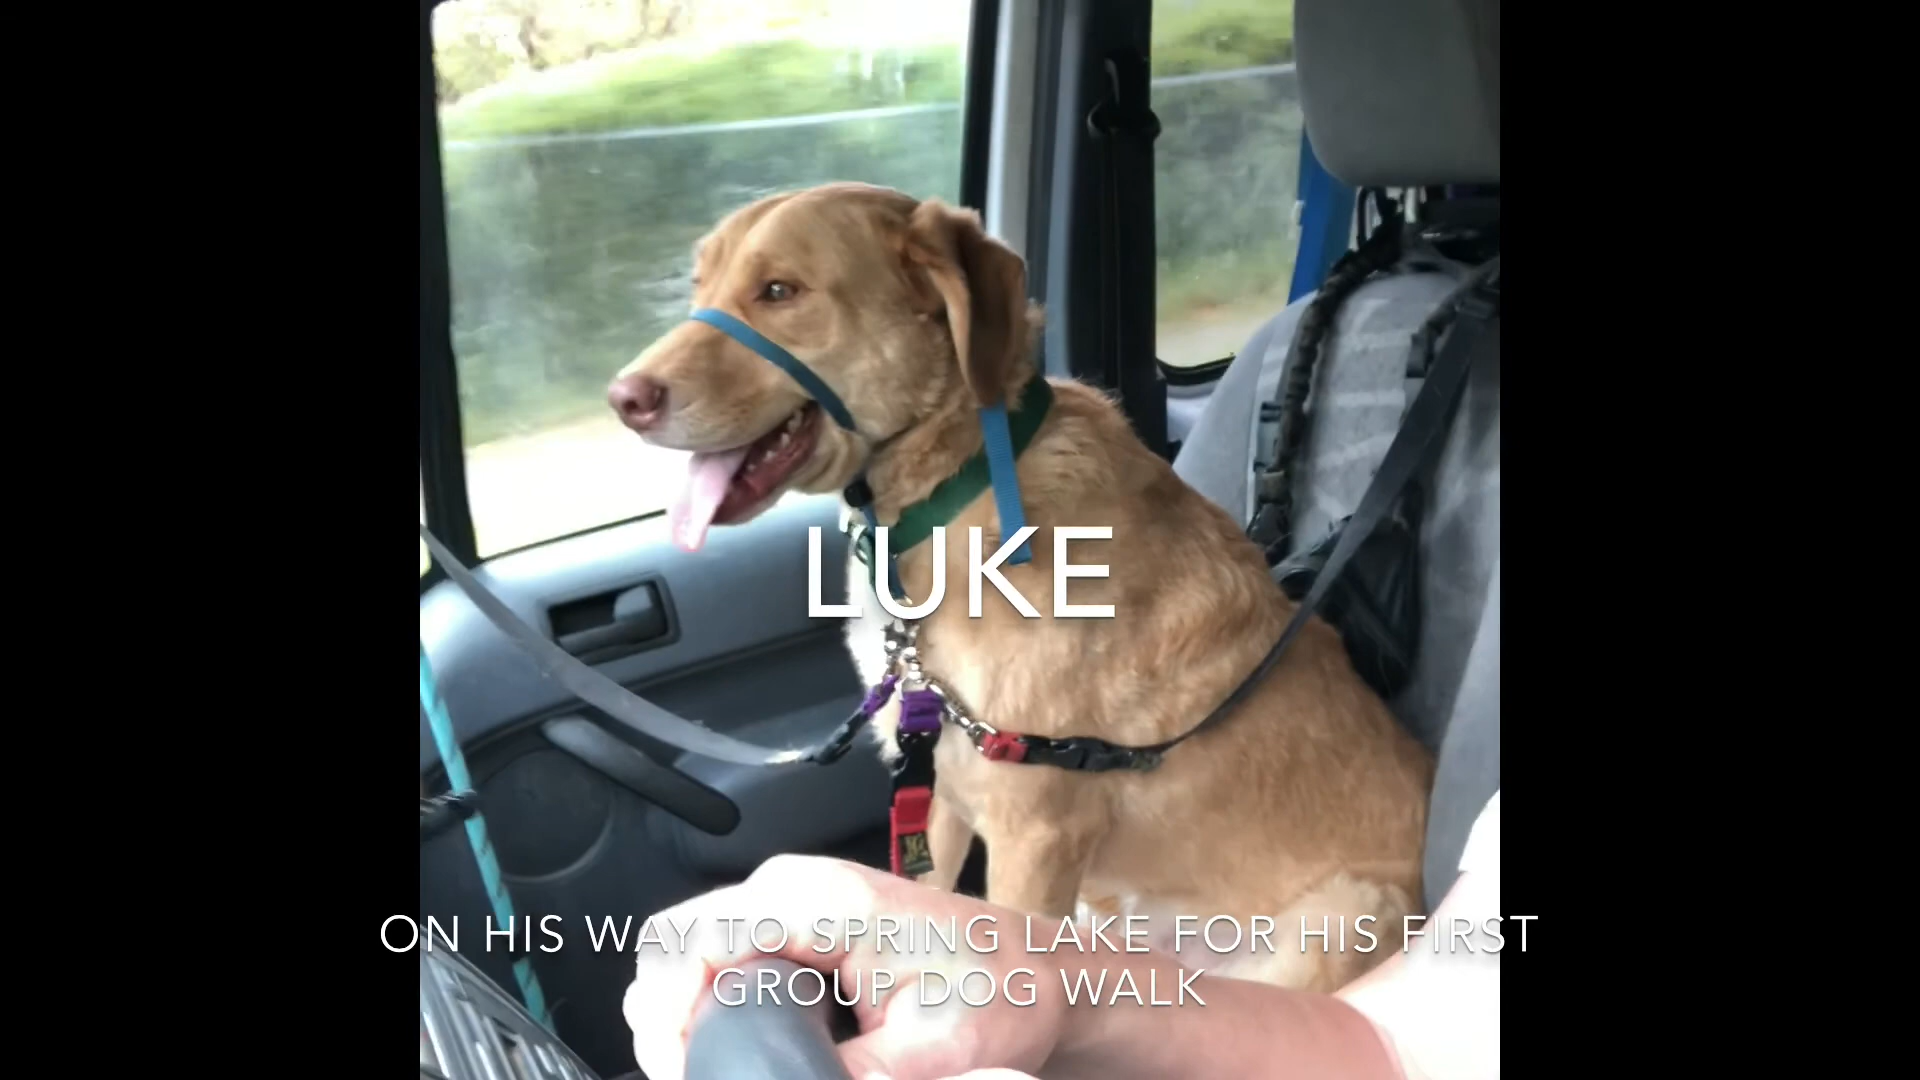 LUKE
ON HIS WAY TO SPRING LAKE FOR HIS FIRST
GROUP DOG WALK